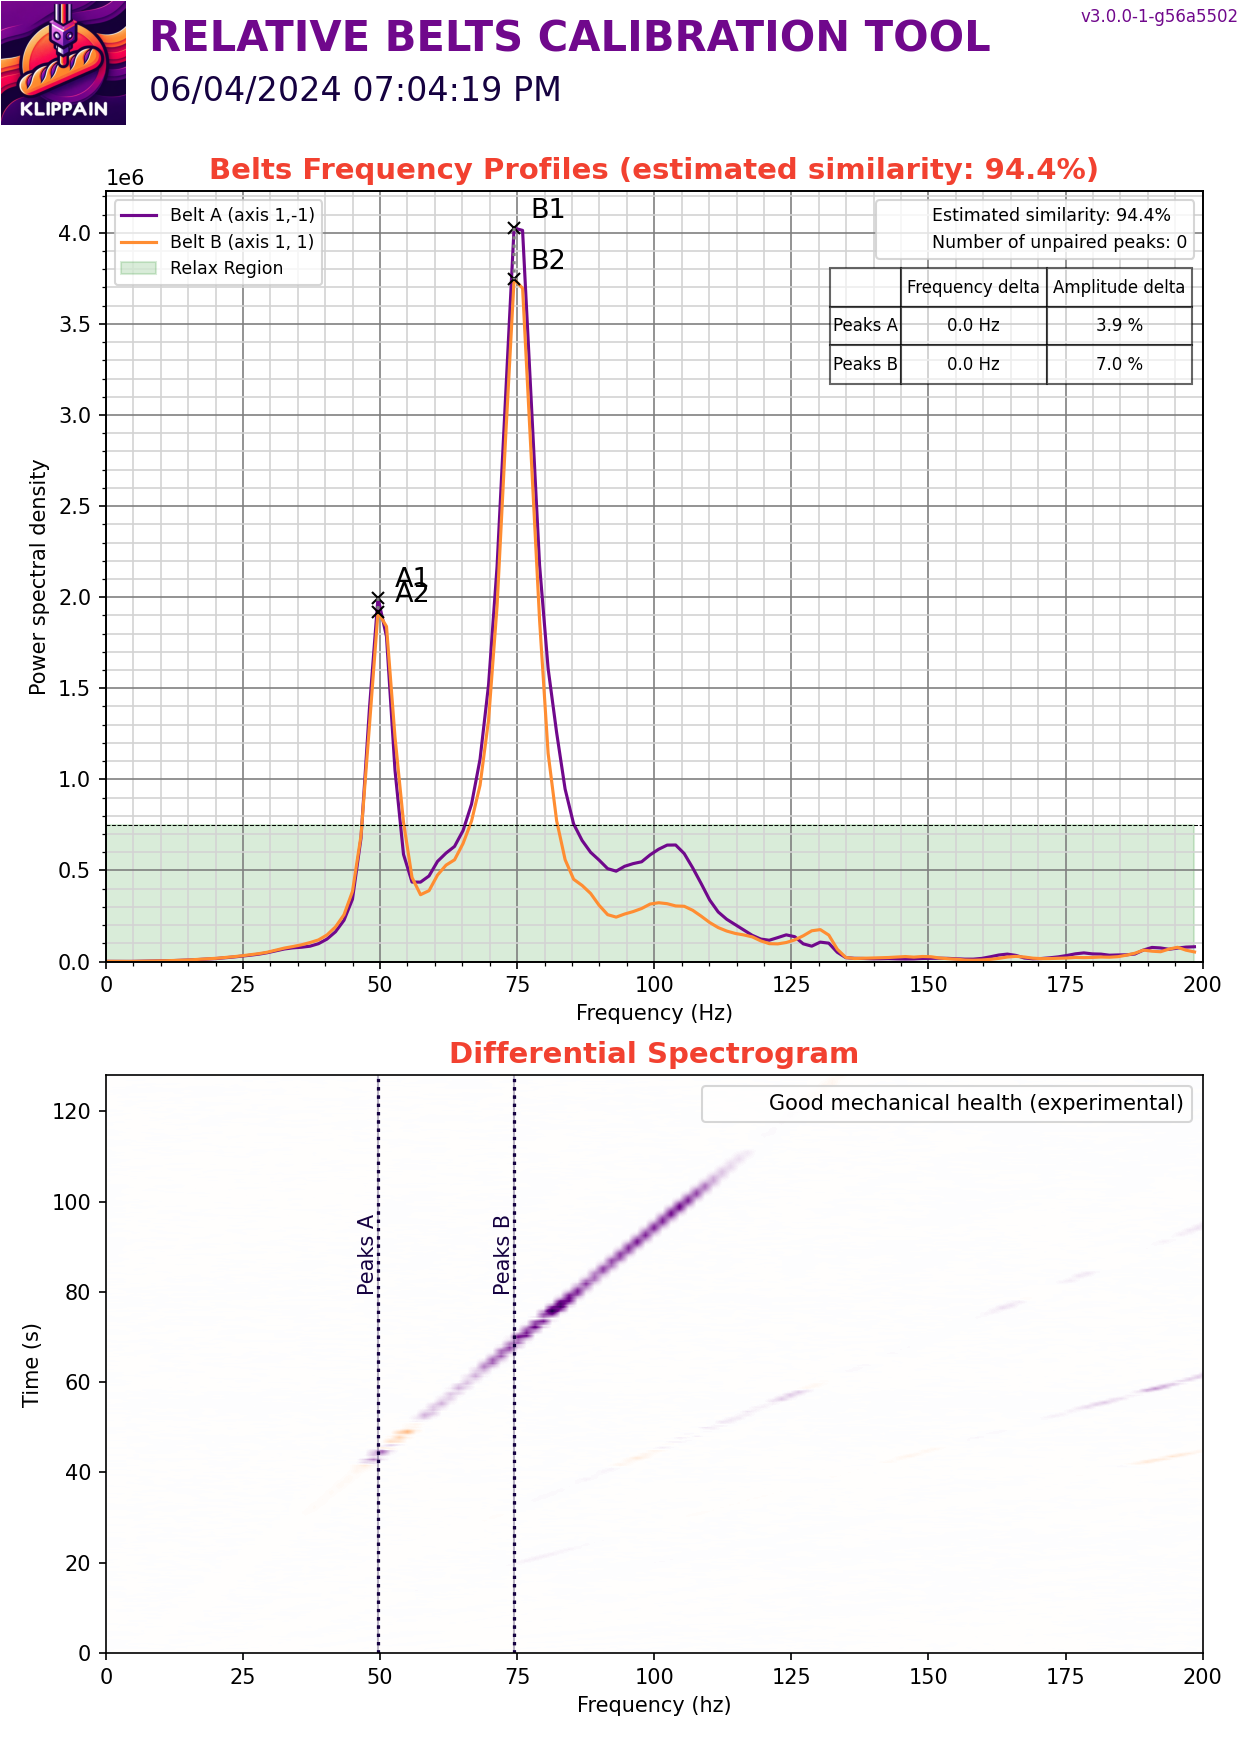 v3.0.0-1-g56a5502
RELATIVE BELTS CALIBRATION TOOL
06/04/2024 07:04:19 PM
KLIPPAIN
Belts Frequency Profiles (estimated similarity: 94.4%)
1e6
Belt A (axis 1,-1)
Belt B (axis 1, 1)
Relax Region
Estimated similarity: 94.4%
Number of unpaired peaks: 0
Frequency delta Amplitude delta
Peaks A 0.0 Hz 3.9 %
Peaks B 0.0 Hz 7.0 %
B1
B2
A1
A2
4.0
3.5
3.0
2.5
2.0
1.5
1.0
0.5
0.0
Power spectral density
0 25 50 75 100 125 150 175 200
Frequency (Hz)
Differential Spectrogram
Good mechanical health (experimental)
Peaks A
Peaks B
120
100
80
60
40
20
0
Time (s)
0 25 50 75 100 125 150 175 200
Frequency (hz)